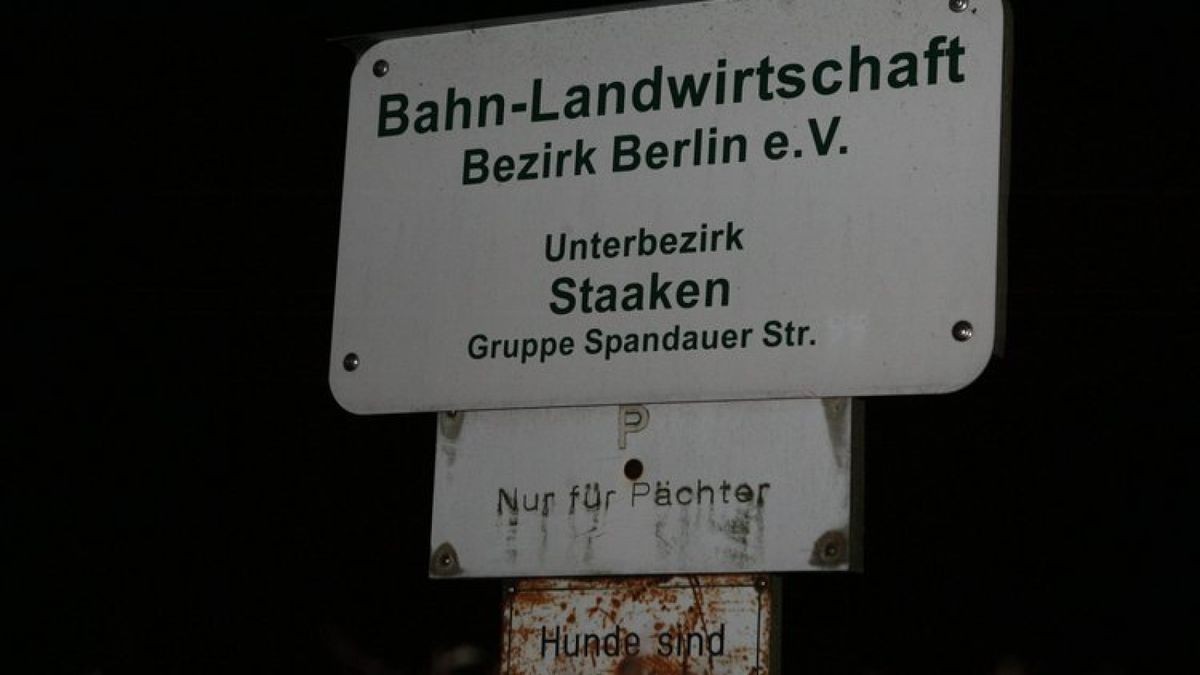 Bahn-Landwirtschaft
Bezirk Berlin e.V.
Unterbezirk
Staaken
Gruppe Spandauer Str.
P
Nur für Pächter
Hunde sind